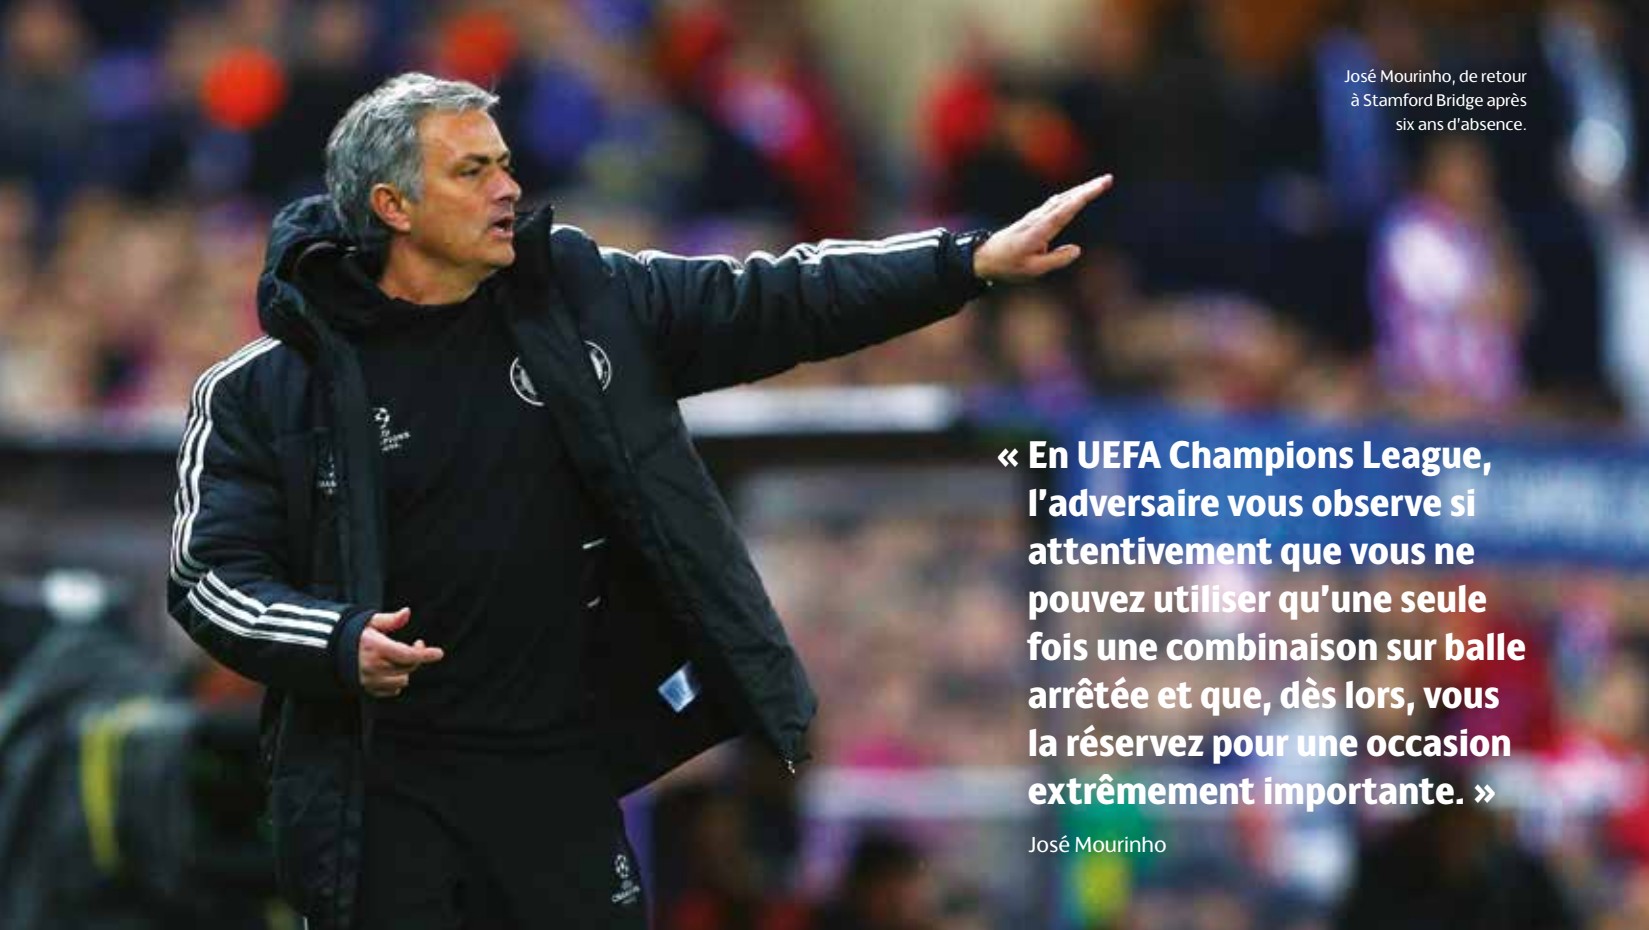 José Mourinho, de retour
à Stamford Bridge après
six ans d'absence.
« En UEFA Champions League,
l'adversaire vous observe si
attentivement que vous ne
pouvez utiliser qu'une seule
fois une combinaison sur balle
arrêtée et que, dès lors, vous
la réservez pour une occasion
extrêmement importante. »
José Mourinho